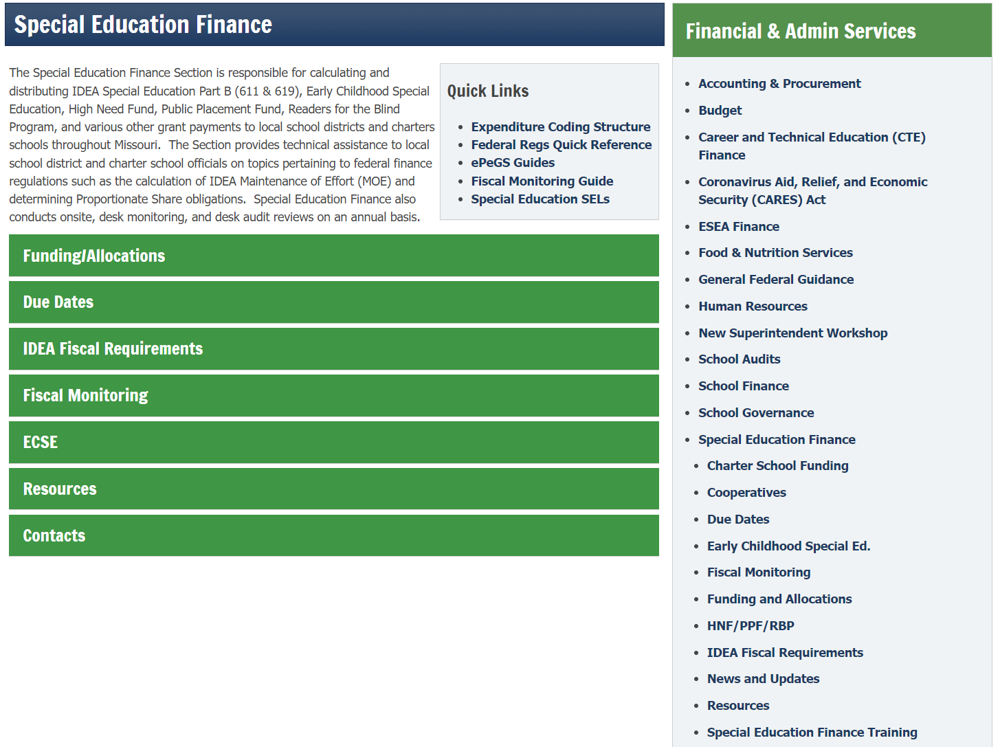 Special Education Finance
The Special Education Finance Section is responsible for calculating and
distributing IDEA Special Education Part B (611 & 619), Early Childhood Special
Education, High Need Fund, Public Placement Fund, Readers for the Blind
Program, and various other grant payments to local school districts and charters
schools throughout Missouri.  The Section provides technical assistance to local
school district and charter school officials on topics pertaining to federal finance
regulations such as the calculation of IDEA Maintenance of Effort (MOE) and
determining Proportionate Share obligations.  Special Education Finance also
conducts onsite, desk monitoring, and desk audit reviews on an annual basis.
Quick Links
• Expenditure Coding Structure
• Federal Regs Quick Reference
• ePeGS Guides
• Fiscal Monitoring Guide
• Special Education SELs
Funding/Allocations
Due Dates
IDEA Fiscal Requirements
Fiscal Monitoring
ECSE
Resources
Contacts
Financial & Admin Services
• Accounting & Procurement
• Budget
• Career and Technical Education (CTE)
Finance
• Coronavirus Aid, Relief, and Economic
Security (CARES) Act
• ESEA Finance
• Food & Nutrition Services
• General Federal Guidance
• Human Resources
• New Superintendent Workshop
• School Audits
• School Finance
• School Governance
• Special Education Finance
• Charter School Funding
• Cooperatives
• Due Dates
• Early Childhood Special Ed.
• Fiscal Monitoring
• Funding and Allocations
• HNF/PPF/RBP
• IDEA Fiscal Requirements
• News and Updates
• Resources
• Special Education Finance Training